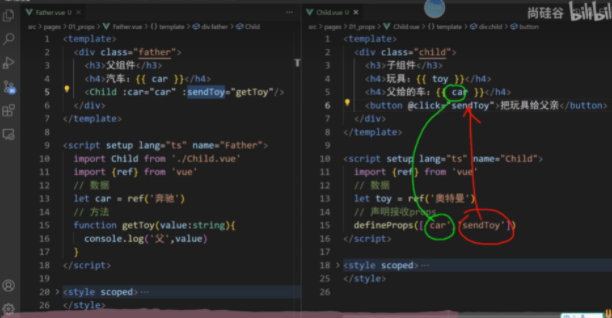 Father.vue
src > pages > 01_props > Father.vue > {} template > div.father > Child
1 <template>
2 <div class="father">
3 <h3>父组件</h3>
4 <h4>汽车：{{ car }}</h4>
5 <Child :car="car" :sendToy="getToy"/>
6 </div>
7 </template>
8
9 <script setup lang="ts" name="Father">
10 import Child from './Child.vue'
11 import {ref} from 'vue'
12 // 数据
13 let car = ref('奔驰')
14 // 方法
15 function getToy(value:string){
16 console.log('父',value)
17 }
18 </script>
19
20 > <style scoped> ...
26 </style>
Child.vue
尚硅谷 bilibili
src > pages > 01_props > Child.vue > {} template > div.child > button
1 <template>
2 <div class="child">
3 <h3>子组件</h3>
4 <h4>玩具：{{ toy }}</h4>
5 <h4>父给的车：{{ car }}</h4>
6 <button @click="sendToy">把玩具给父亲</button>
7 </div>
8 </template>
9
10 <script setup lang="ts" name="Child">
11 import {ref} from 'vue'
12 // 数据
13 let toy = ref('奥特曼')
14 // 声明接收props
15 defineProps(['car','sendToy'])
16 </script>
17
18 > <style scoped> ...
25 </style>
26